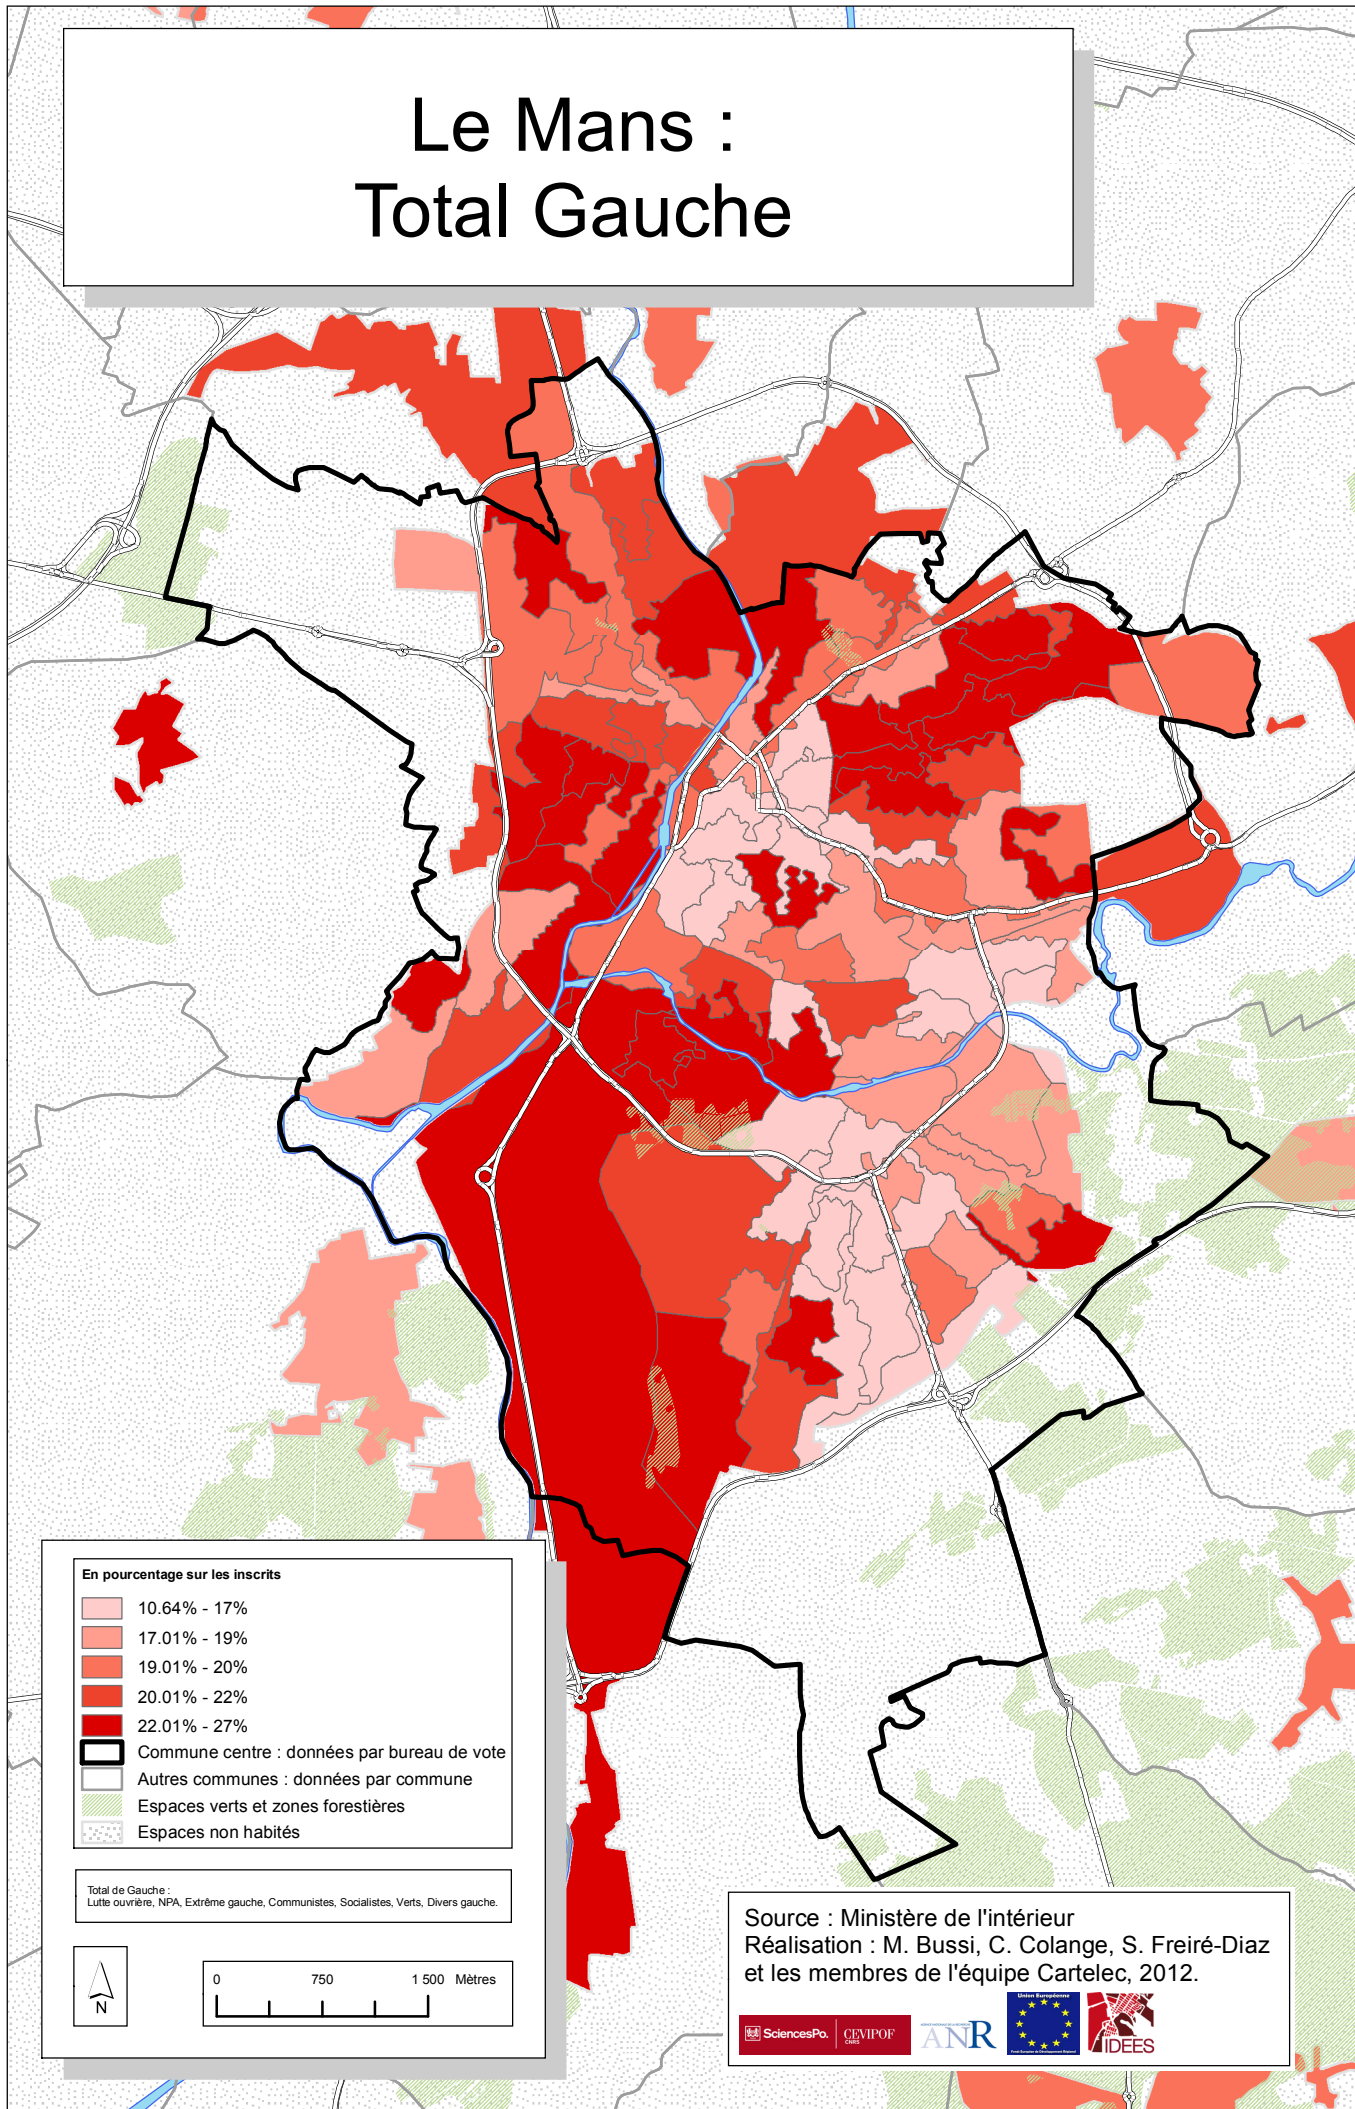 Le Mans :
Total Gauche
En pourcentage sur les inscrits
10.64% - 17%
17.01% - 19%
19.01% - 20%
20.01% - 22%
22.01% - 27%
Commune centre : données par bureau de vote
Autres communes : données par commune
Espaces verts et zones forestières
Espaces non habités
Total de Gauche :
Lutte ouvrière, NPA, Extrême gauche, Communistes, Socialistes, Verts, Divers gauche.
N
0 750 1 500 Mètres
Source : Ministère de l'intérieur
Réalisation : M. Bussi, C. Colange, S. Freiré-Diaz
et les membres de l'équipe Cartelec, 2012.
SciencesPo.
CEVIPOF
CNRS
ANR
Union Européenne
IDEES